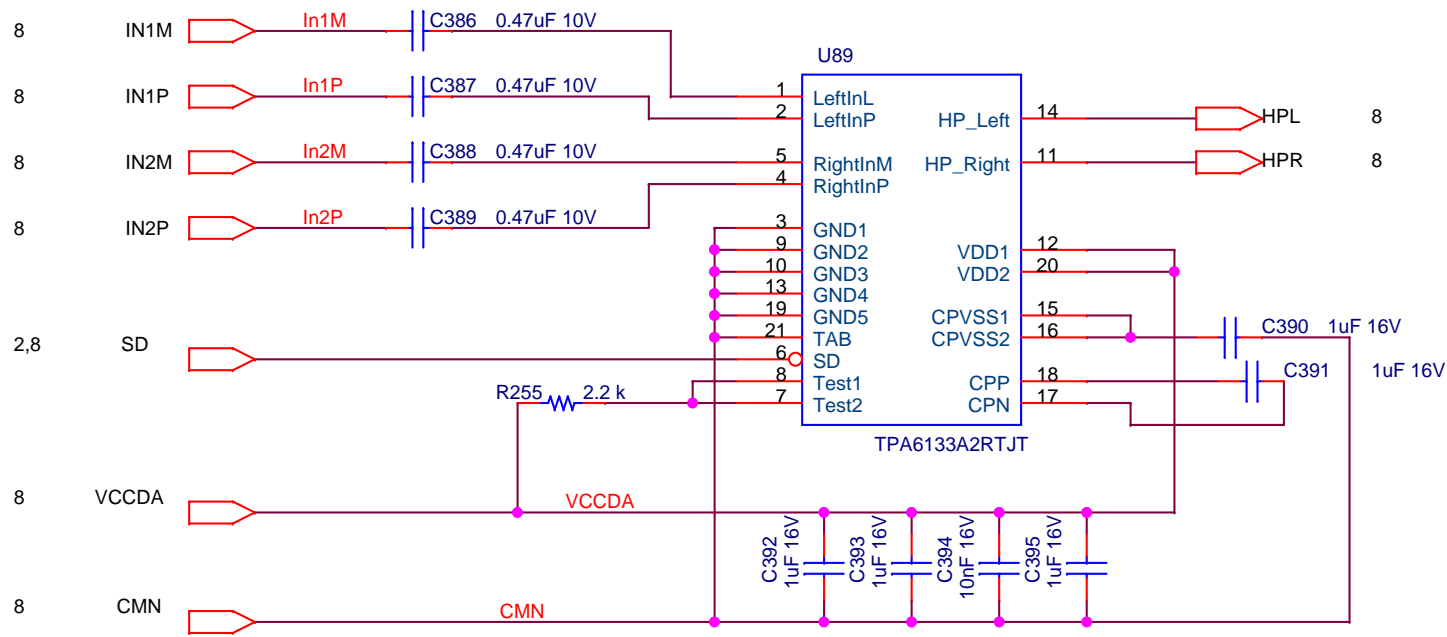 8 IN1M In1M C386 0.47uF 10V
U89
8 IN1P In1P C387 0.47uF 10V
1 LeftInL
2 LeftInP HP_Left 14 HPL 8
8 IN2M In2M C388 0.47uF 10V
5 RightInM HP_Right 11 HPR 8
4 RightInP
8 IN2P In2P C389 0.47uF 10V
3 GND1
9 GND2 VDD1 12
10 GND3 VDD2 20
13 GND4
19 GND5 CPVSS1 15
21 TAB CPVSS2 16 C390 1uF 16V
2,8 SD 6 SD
8 Test1 CPP 18 C391 1uF 16V
R255 2.2 k 7 Test2 CPN 17
TPA6133A2RTJT
8 VCCDA VCCDA
C392 1uF 16V
C393 1uF 16V
C394 10nF 16V
C395 1uF 16V
8 CMN CMN